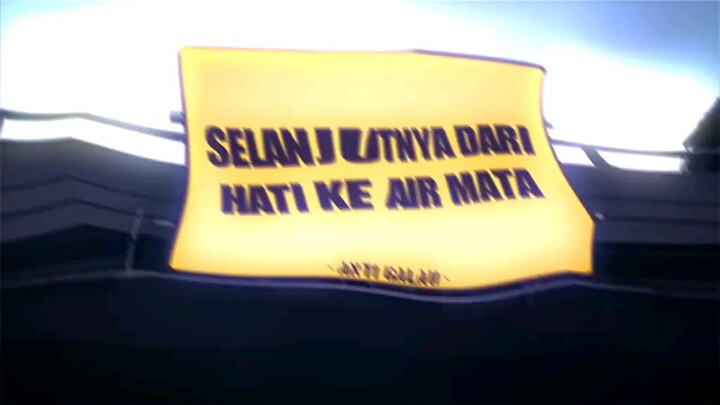 SELANJUTNYA DARI
HATI KE AIR MATA
~ANTI GALAU~